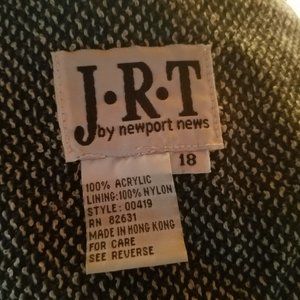 J·R·T
by newport news
18
100% ACRYLIC
LINING:100% NYLON
STYLE: 00419
RN 82631
MADE IN HONG KONG
FOR CARE
SEE REVERSE